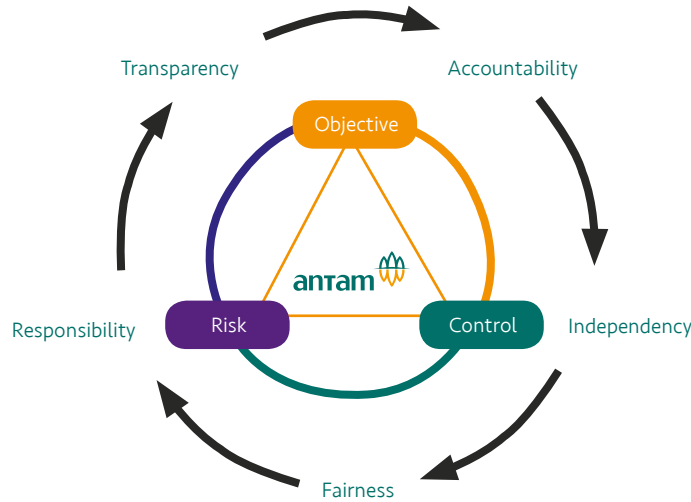 Transparency
Accountability
Objective
antam
Responsibility
Risk
Control
Independency
Fairness